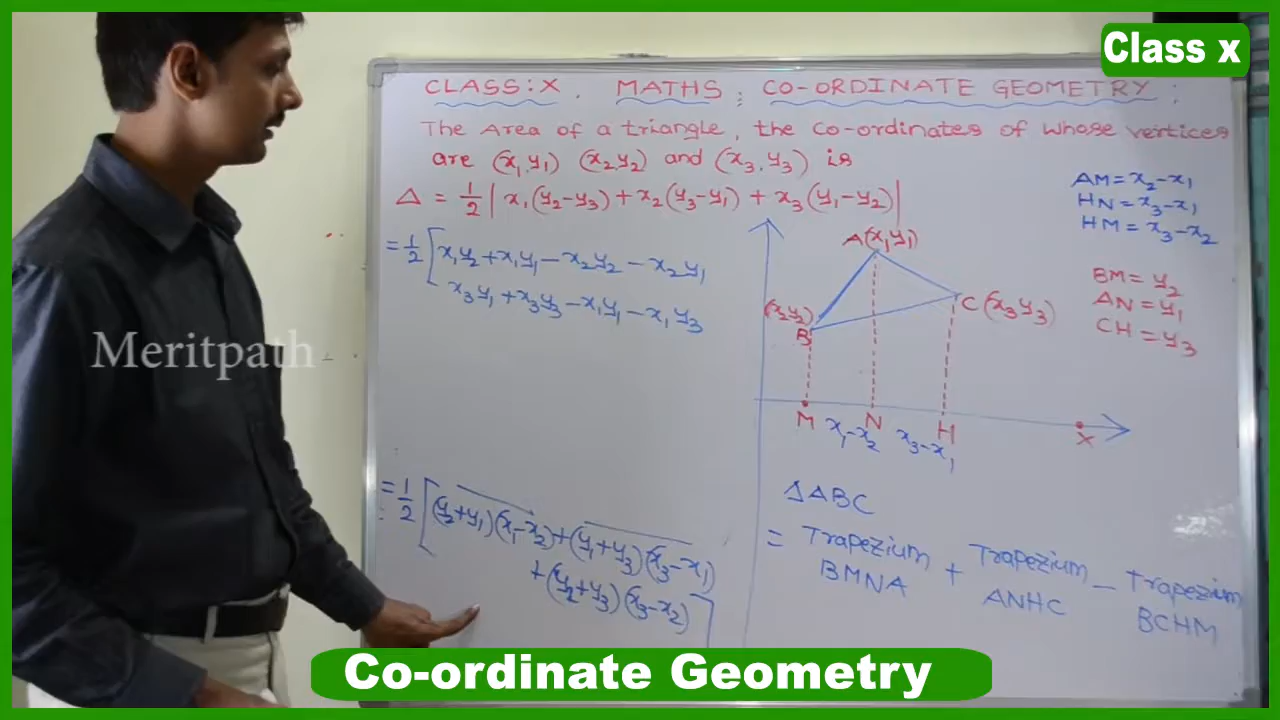 Class x
CLASS:X. MATHS: CO-ORDINATE GEOMETRY:
The Area of a triangle, the Co-ordinates of whose vertices
are (x₁,y₁) (x₂,y₂) and (x₃,y₃) is
Δ = 1/2 | x₁(y₂-y₃) + x₂(y₃-y₁) + x₃(y₁-y₂) |
AM = x₂-x₁
HN = x₃-x₁
HM = x₃-x₂
BM = y₂
AN = y₁
CH = y₃
= 1/2 [ x₁y₂ + x₁y₁ - x₂y₂ - x₂y₁
x₃y₁ + x₃y₃ - x₁y₁ - x₁y₃
A(x₁y₁)
(x₂y₂)
B
C(x₃y₃)
M N H X
x₁-x₂ x₃-x₁
Meritpath
= 1/2 [ (y₂+y₁)(x₁-x₂) + (y₁+y₃)(x₃-x₁)
+ (y₂+y₃)(x₃-x₂) ]
ΔABC
= Trapezium BMNA + Trapezium ANHC - Trapezium BCHM
Co-ordinate Geometry